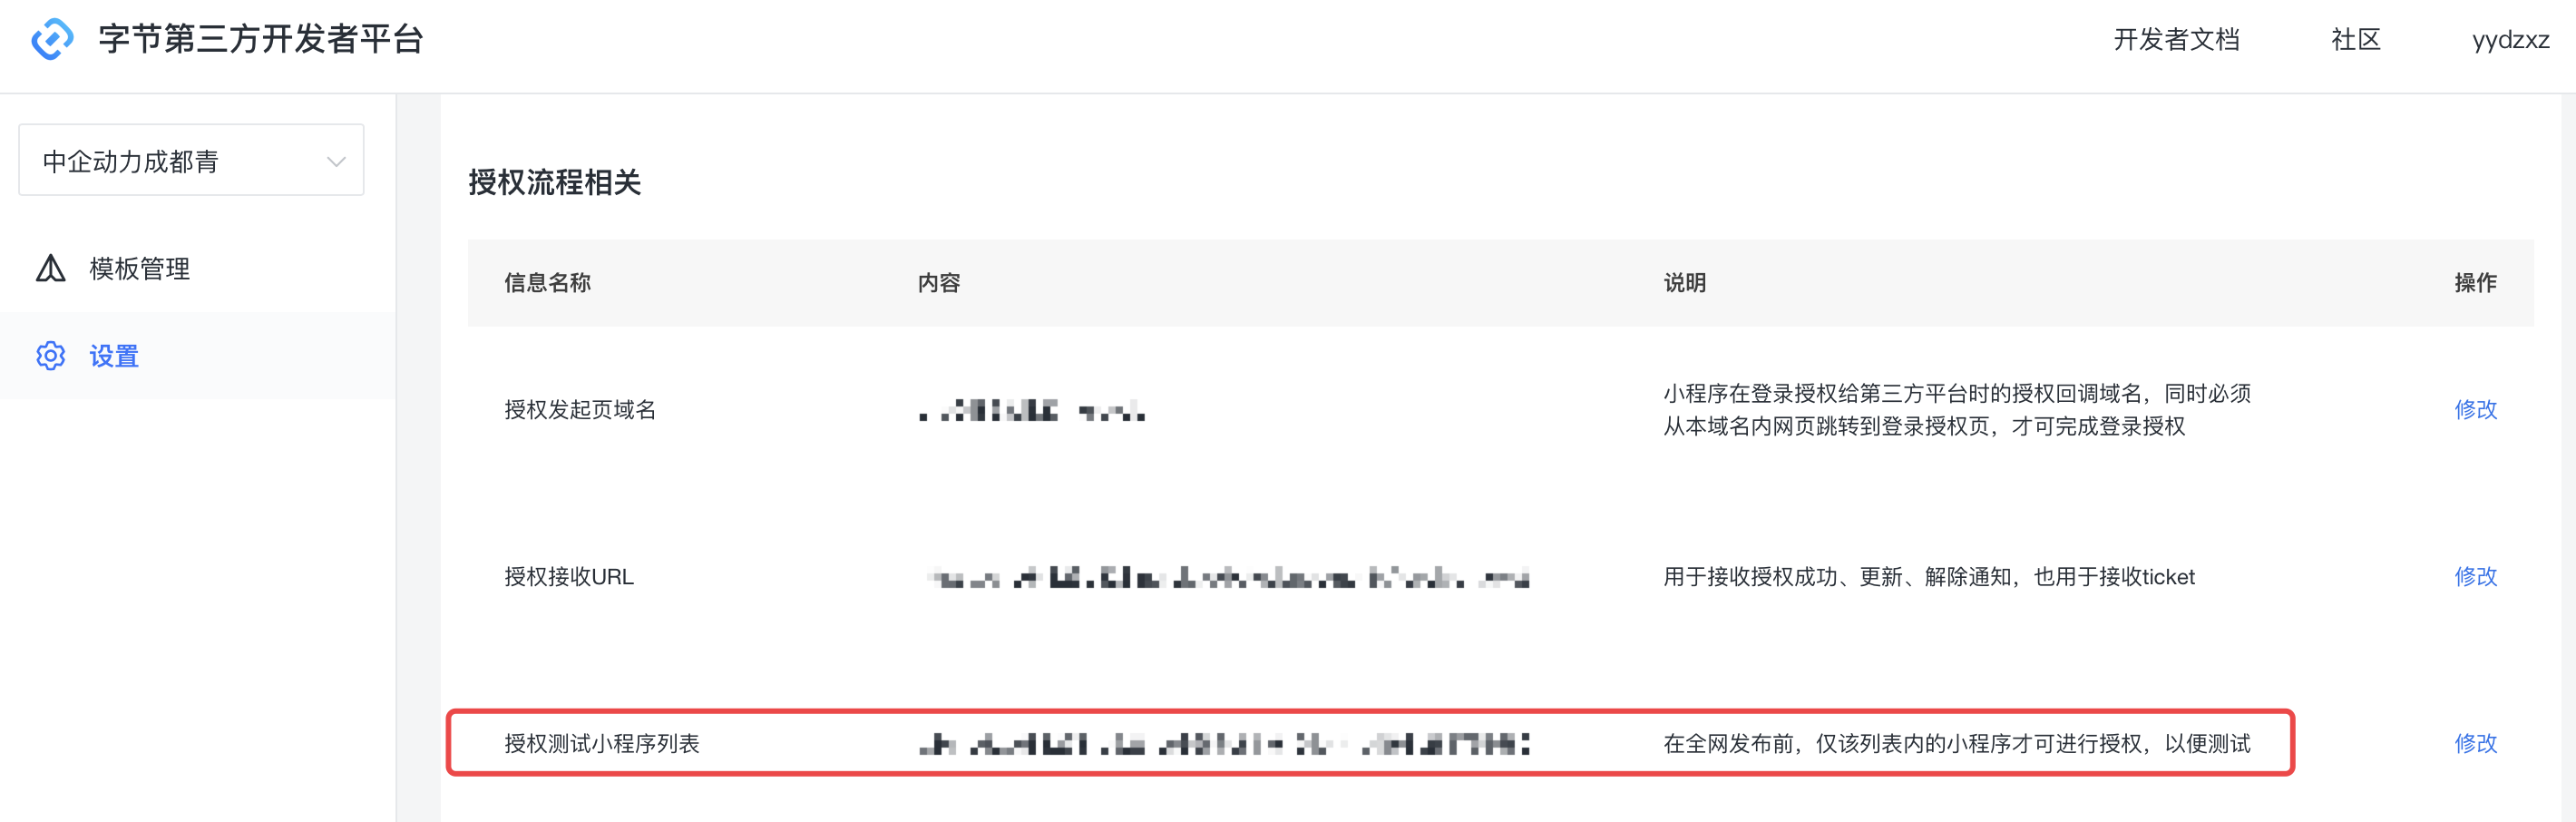 字节第三方开发者平台
开发者文档
社区
yydzxz
中企动力成都青
模板管理
设置
授权流程相关
信息名称
内容
说明
操作
授权发起页域名
小程序在登录授权给第三方平台时的授权回调域名，同时必须
从本域名内网页跳转到登录授权页，才可完成登录授权
修改
授权接收URL
用于接收授权成功、更新、解除通知，也用于接收ticket
修改
授权测试小程序列表
在全网发布前，仅该列表内的小程序才可进行授权，以便测试
修改